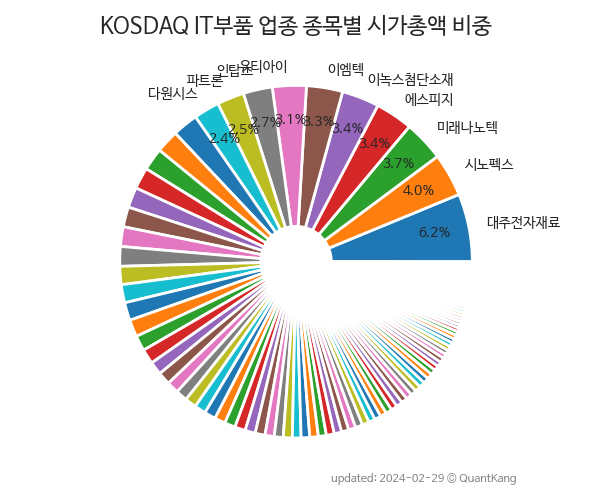 KOSDAQ IT부품 업종 종목별 시가총액 비중
유티아이
인탑스
파트론
다원시스
이엠텍
이녹스첨단소재
에스피지
미래나노텍
시노펙스
대주전자재료
2.4%
2.5%
2.7%
3.1%
3.3%
3.4%
3.4%
3.7%
4.0%
6.2%
updated: 2024-02-29 © QuantKang